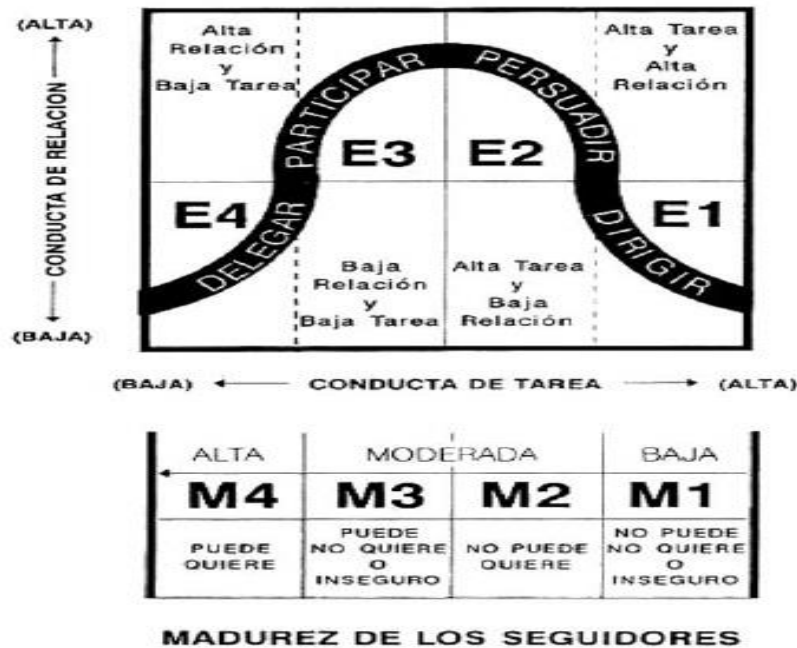 (ALTA)
CONDUCTA DE RELACION
(BAJA)
Alta
Relación
y
Baja Tarea
Alta Tarea
y
Alta
Relación
DELEGAR
PARTICIPAR
PERSUADIR
DIRIGIR
E4
E3
E2
E1
Baja
Relación
y
Baja Tarea
Alta Tarea
y
Baja
Relación
(BAJA) CONDUCTA DE TAREA (ALTA)
ALTA MODERADA BAJA
M4 M3 M2 M1
PUEDE
QUIERE
PUEDE
NO QUIERE
O
INSEGURO
NO PUEDE
QUIERE
NO PUEDE
NO QUIERE
O
INSEGURO
MADUREZ DE LOS SEGUIDORES